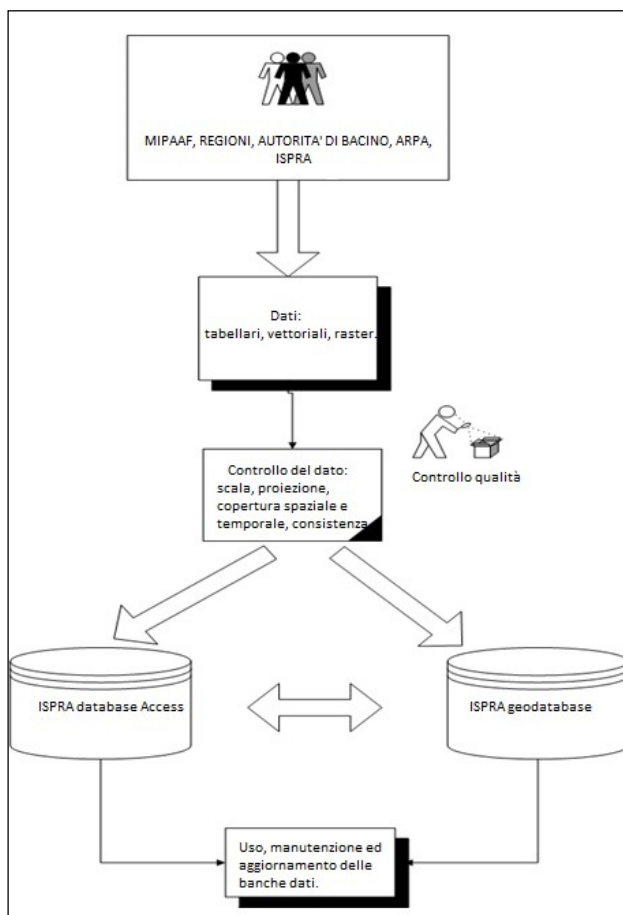 MIPAAF, REGIONI, AUTORITA' DI BACINO, ARPA,
ISPRA
Dati:
tabellari, vettoriali, raster.
Controllo del dato:
scala, proiezione,
copertura spaziale e
temporale, consistenza
Controllo qualità
ISPRA database Access
ISPRA geodatabase
Uso, manutenzione ed
aggiornamento delle
banche dati.